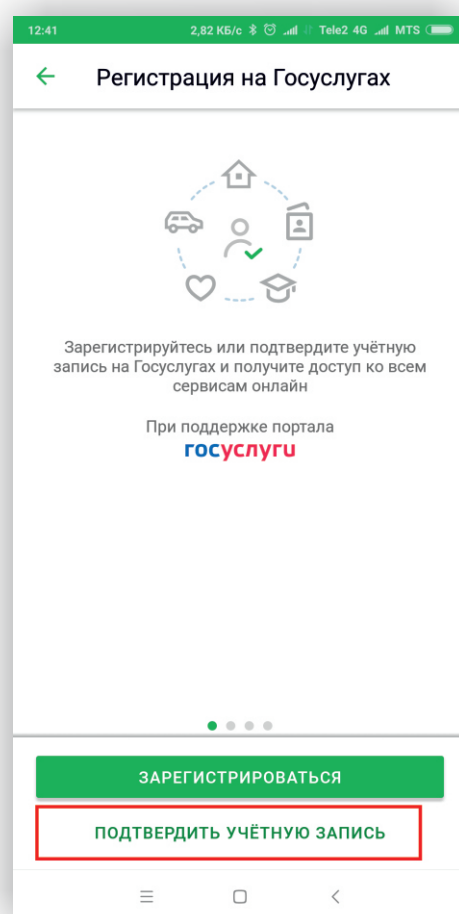 12:41 2,82 КБ/с Tele2 4G MTS
Регистрация на Госуслугах
Зарегистрируйтесь или подтвердите учётную
запись на Госуслугах и получите доступ ко всем
сервисам онлайн
При поддержке портала
госуслуги
ЗАРЕГИСТРИРОВАТЬСЯ
ПОДТВЕРДИТЬ УЧЁТНУЮ ЗАПИСЬ